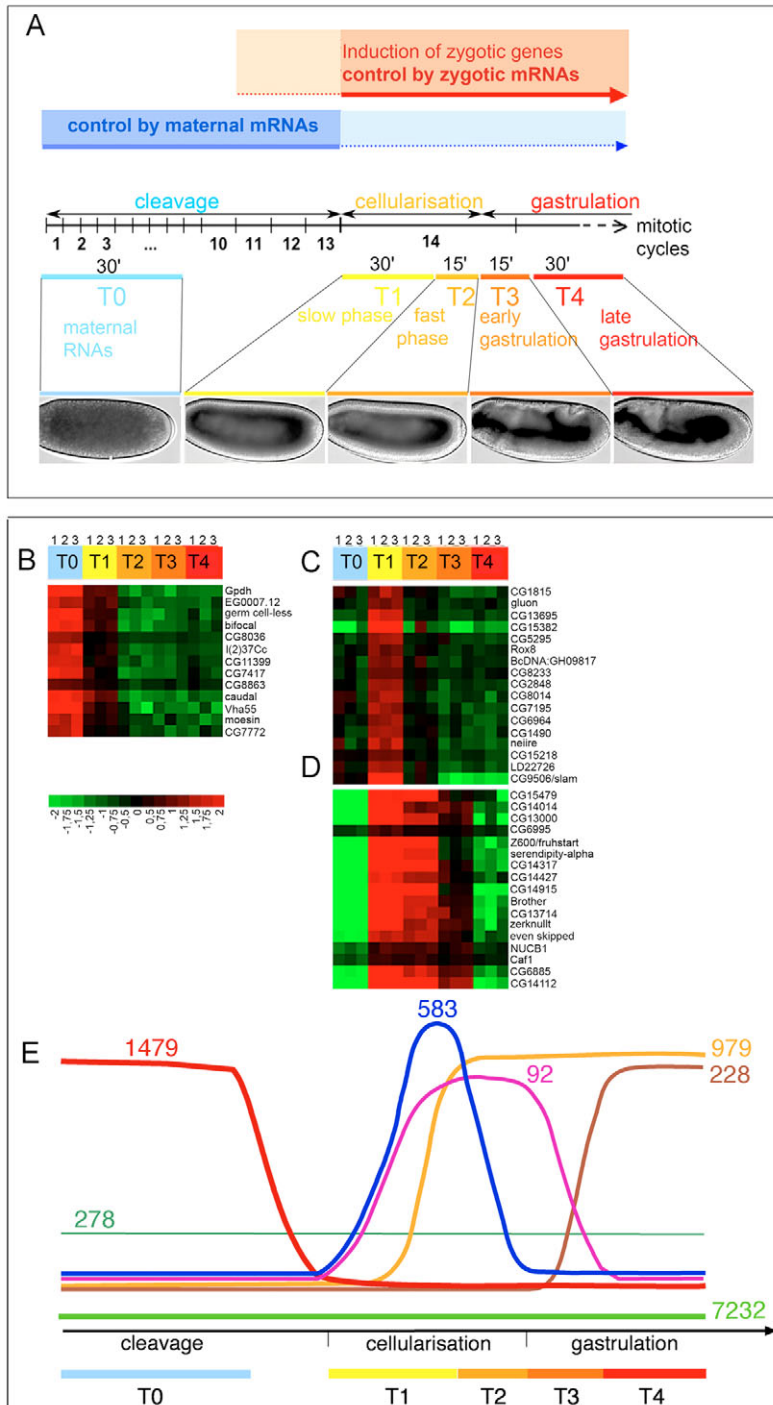 A
Induction of zygotic genes
control by zygotic mRNAs
control by maternal mRNAs
cleavage cellularisation gastrulation
mitotic
cycles
1 2 3 ... 10 11 12 13 14
30' 30' 15' 15' 30'
T0 T1 T2 T3 T4
maternal
RNAs
slow phase
fast
phase
early
gastrulation
late
gastrulation
B
1 2 3 1 2 3 1 2 3 1 2 3 1 2 3
T0 T1 T2 T3 T4
Gpdh
EG0007.12
germ cell-less
bifocal
CG8036
l(2)37Cc
CG11399
CG7417
CG8863
caudal
Vha55
moesin
CG7772
-2 -1,75 -1,5 -1,25 -1 -0,75 -0,5 0 0,5 0,75 1 1,25 1,5 1,75 2
C
1 2 3 1 2 3 1 2 3 1 2 3 1 2 3
T0 T1 T2 T3 T4
CG1815
gluon
CG13695
CG15382
CG5295
Rox8
BcDNA:GH09817
CG8233
CG2848
CG8014
CG7195
CG6964
CG1490
neiire
CG15218
LD22726
CG9506/slam
D
CG15479
CG14014
CG13000
CG6995
Z600/fruhstart
serendipity-alpha
CG14317
CG14427
CG14915
Brother
CG13714
zerknullt
even skipped
NUCB1
Caf1
CG6885
CG14112
E
1479
583
92
979
228
278
7232
cleavage cellularisation gastrulation
T0 T1 T2 T3 T4